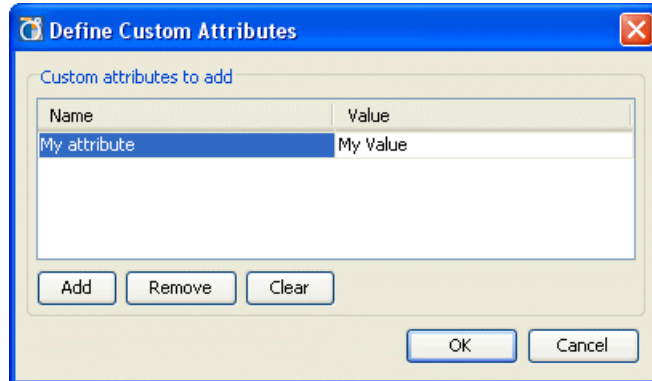 Define Custom Attributes
Custom attributes to add
Name Value
My attribute My Value
Add Remove Clear
OK Cancel